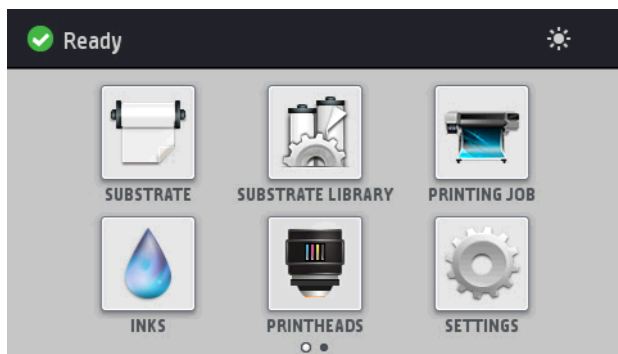 Ready
SUBSTRATE SUBSTRATE LIBRARY PRINTING JOB
INKS PRINTHEADS SETTINGS